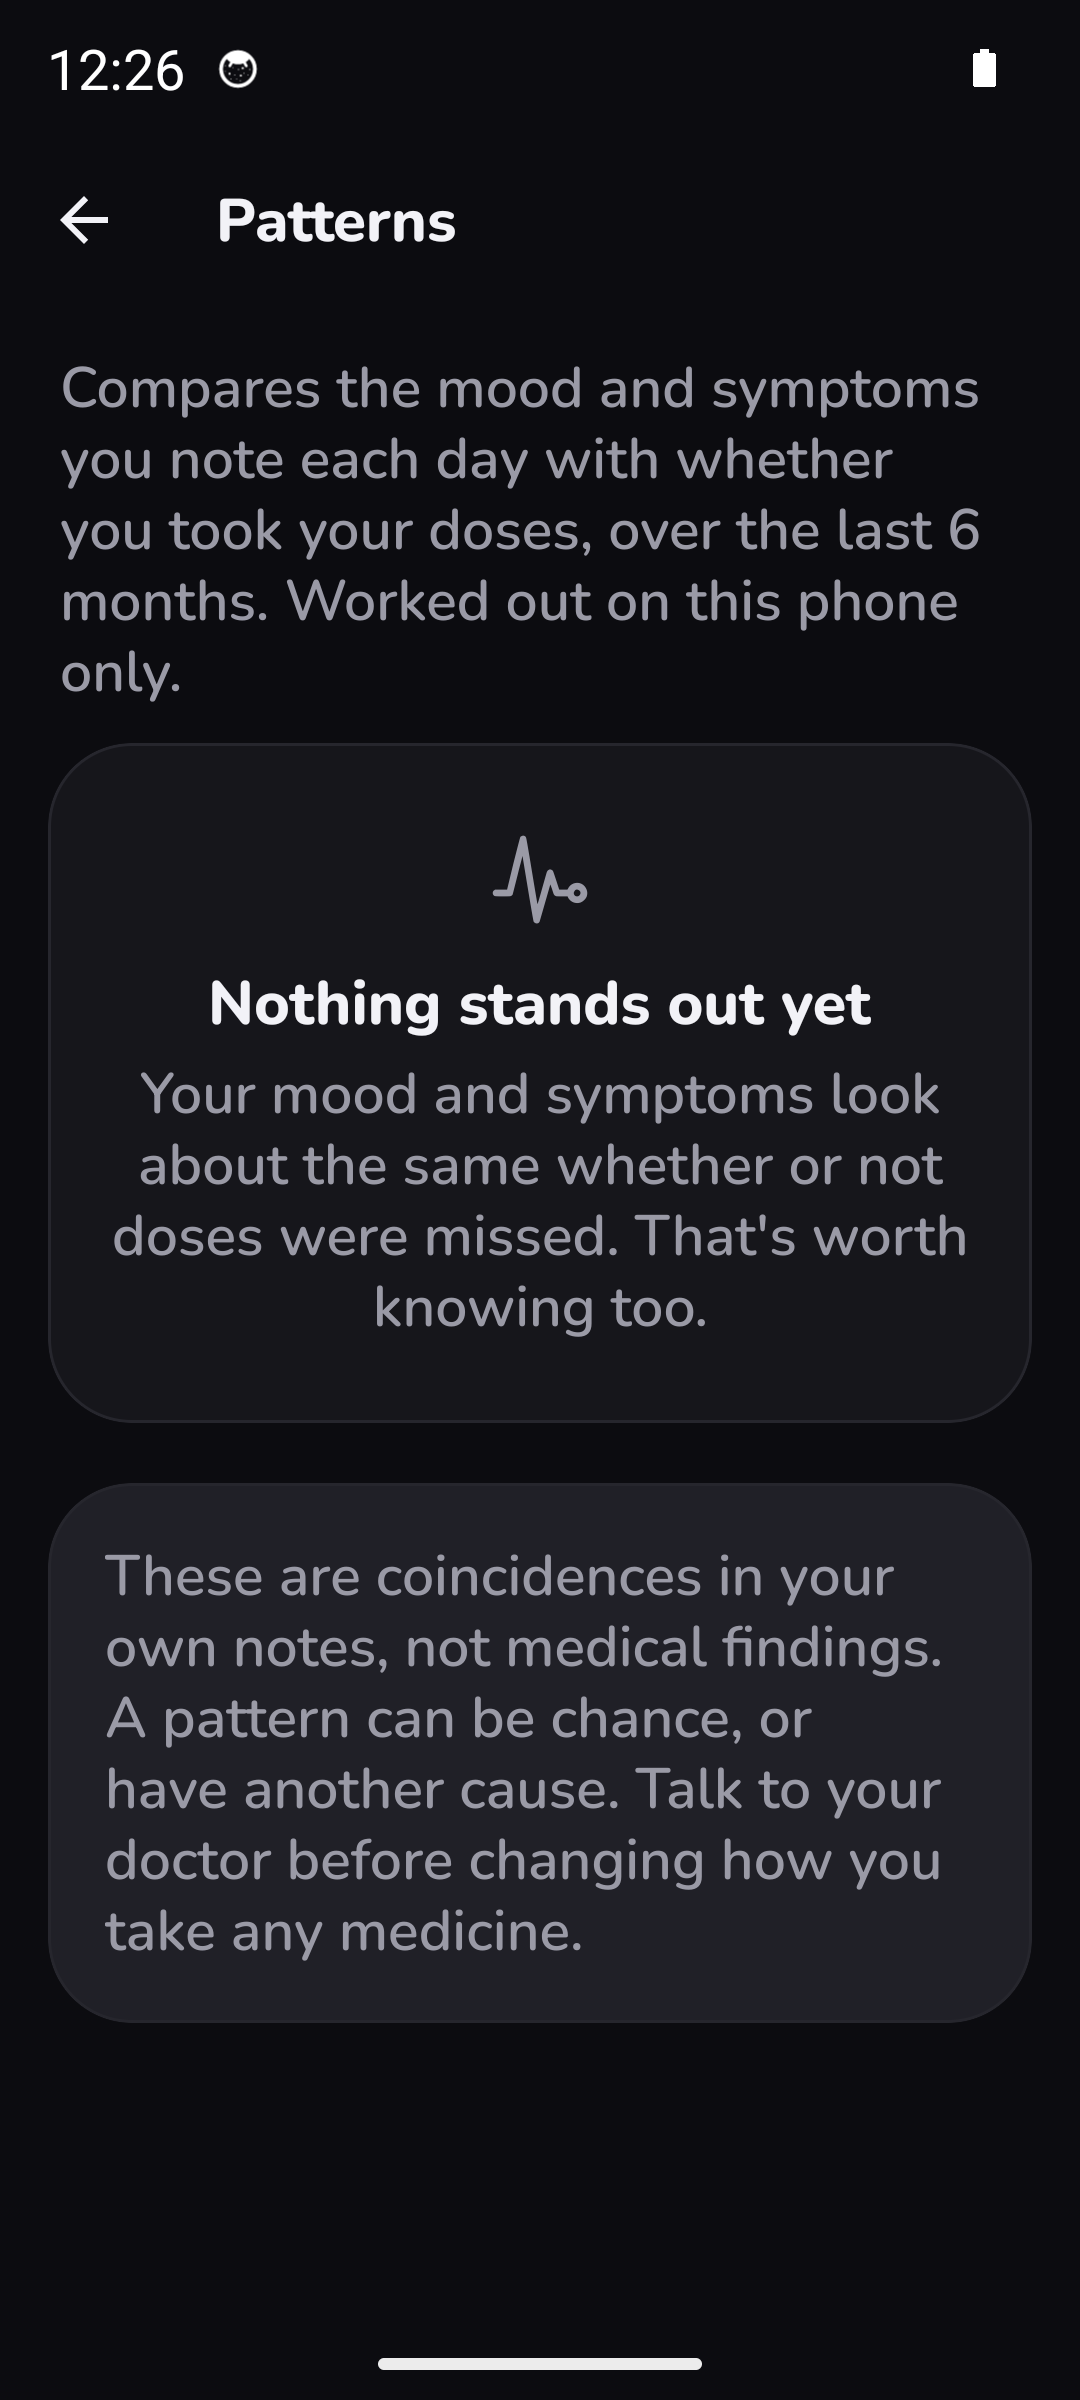 12:26
Patterns
Compares the mood and symptoms
you note each day with whether
you took your doses, over the last 6
months. Worked out on this phone
only.
Nothing stands out yet
Your mood and symptoms look
about the same whether or not
doses were missed. That's worth
knowing too.
These are coincidences in your
own notes, not medical findings.
A pattern can be chance, or
have another cause. Talk to your
doctor before changing how you
take any medicine.